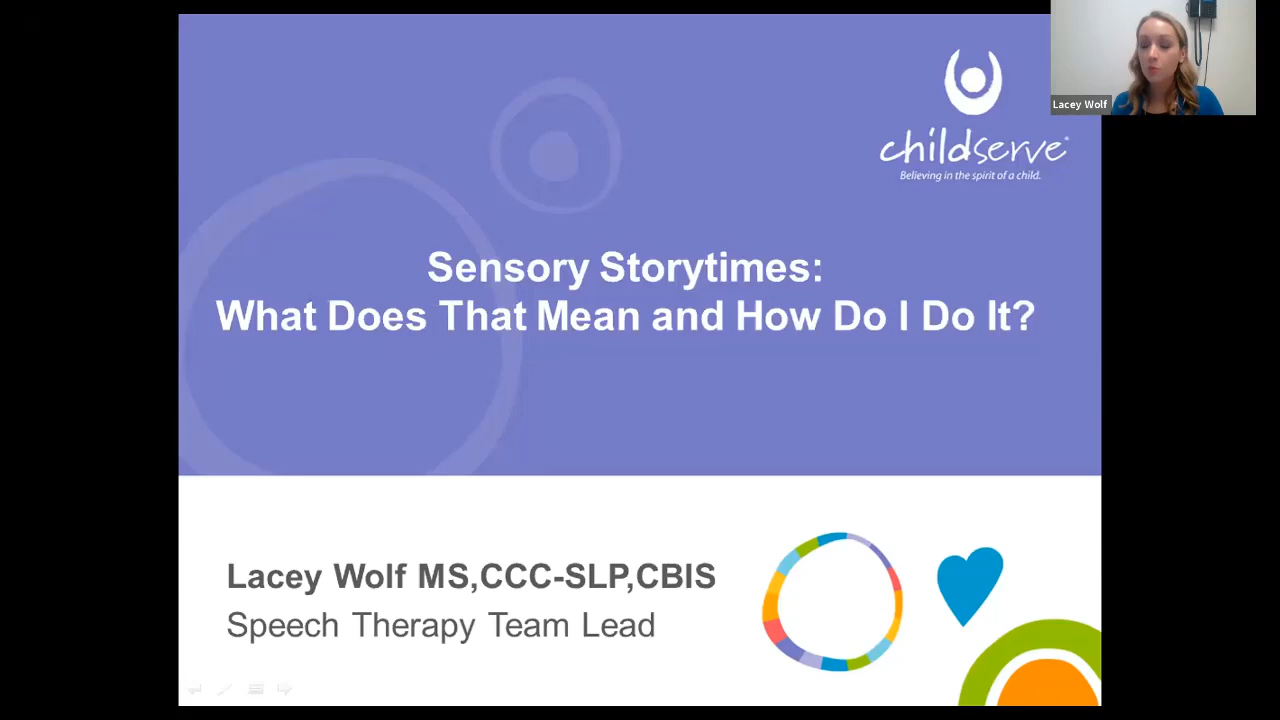 Lacey Wolf
childserve®
Believing in the spirit of a child.
Sensory Storytimes:
What Does That Mean and How Do I Do It?
Lacey Wolf MS,CCC-SLP,CBIS
Speech Therapy Team Lead